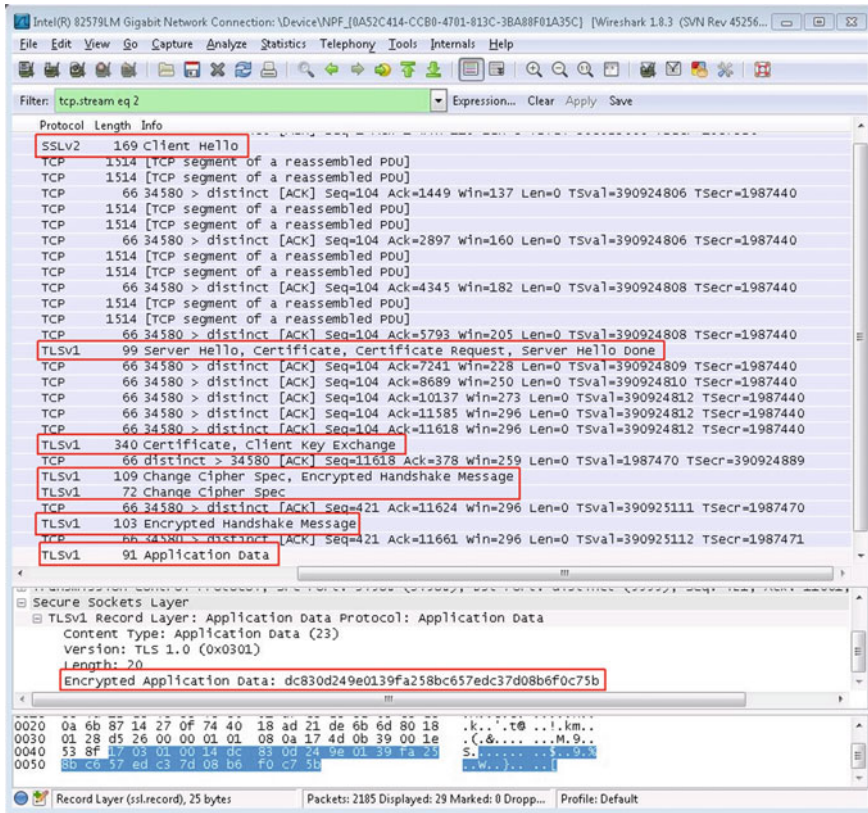 Intel(R) 82579LM Gigabit Network Connection: \Device\NPF_{0A52C414-CCB0-4701-813C-3BA88F01A35C} [Wireshark 1.8.3 (SVN Rev 45256...
File Edit View Go Capture Analyze Statistics Telephony Tools Internals Help
Filter: tcp.stream eq 2 Expression... Clear Apply Save
Protocol Length Info
SSLv2 169 Client Hello
TCP 1514 [TCP segment of a reassembled PDU]
TCP 1514 [TCP segment of a reassembled PDU]
TCP 66 34580 > distinct [ACK] Seq=104 Ack=1449 Win=137 Len=0 TSval=390924806 TSecr=1987440
TCP 1514 [TCP segment of a reassembled PDU]
TCP 1514 [TCP segment of a reassembled PDU]
TCP 66 34580 > distinct [ACK] Seq=104 Ack=2897 Win=160 Len=0 TSval=390924806 TSecr=1987440
TCP 1514 [TCP segment of a reassembled PDU]
TCP 1514 [TCP segment of a reassembled PDU]
TCP 66 34580 > distinct [ACK] Seq=104 Ack=4345 Win=182 Len=0 TSval=390924808 TSecr=1987440
TCP 1514 [TCP segment of a reassembled PDU]
TCP 1514 [TCP segment of a reassembled PDU]
TCP 66 34580 > distinct [ACK] Seq=104 Ack=5793 Win=205 Len=0 TSval=390924808 TSecr=1987440
TLSv1 99 Server Hello, Certificate, Certificate Request, Server Hello Done
TCP 66 34580 > distinct [ACK] Seq=104 Ack=7241 Win=228 Len=0 TSval=390924809 TSecr=1987440
TCP 66 34580 > distinct [ACK] Seq=104 Ack=8689 Win=250 Len=0 TSval=390924810 TSecr=1987440
TCP 66 34580 > distinct [ACK] Seq=104 Ack=10137 Win=273 Len=0 TSval=390924812 TSecr=1987440
TCP 66 34580 > distinct [ACK] Seq=104 Ack=11585 Win=296 Len=0 TSval=390924812 TSecr=1987440
TCP 66 34580 > distinct [ACK] Seq=104 Ack=11618 Win=296 Len=0 TSval=390924812 TSecr=1987440
TLSv1 340 Certificate, Client Key Exchange
TCP 66 distinct > 34580 [ACK] Seq=11618 Ack=378 Win=259 Len=0 TSval=1987470 TSecr=390924889
TLSv1 109 Change Cipher Spec, Encrypted Handshake Message
TLSv1 72 Change Cipher Spec
TCP 66 34580 > distinct [ACK] Seq=421 Ack=11624 Win=296 Len=0 TSval=390925111 TSecr=1987470
TLSv1 103 Encrypted Handshake Message
TCP 66 34580 > distinct [ACK] Seq=421 Ack=11661 Win=296 Len=0 TSval=390925112 TSecr=1987471
TLSv1 91 Application Data
Secure Sockets Layer
TLSv1 Record Layer: Application Data Protocol: Application Data
Content Type: Application Data (23)
Version: TLS 1.0 (0x0301)
Length: 20
Encrypted Application Data: dc830d249e0139fa258bc657edc37d08b6f0c75b
0020 0a 6b 87 14 27 0f 74 40 18 ad 21 de 6b 6d 80 18 .k..'.t@ ..!.km..
0030 01 28 d5 26 00 00 01 01 08 0a 17 4d 0b 39 00 1e .(.&.... ...M.9..
0040 53 8f 17 03 01 00 14 dc 83 0d 24 9e 01 39 fa 25 S....... ..$..9.%
0050 8b c6 57 ed c3 7d 08 b6 f0 c7 5b ..W..}.. ..[
Record Layer (ssl.record), 25 bytes Packets: 2185 Displayed: 29 Marked: 0 Dropp... Profile: Default